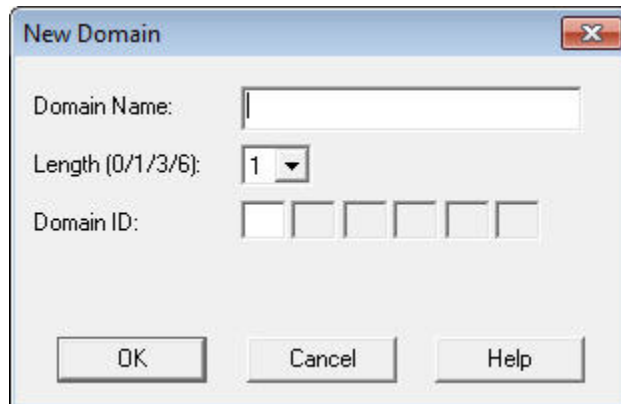 New Domain
Domain Name:
Length (0/1/3/6):
1
Domain ID:
OK
Cancel
Help